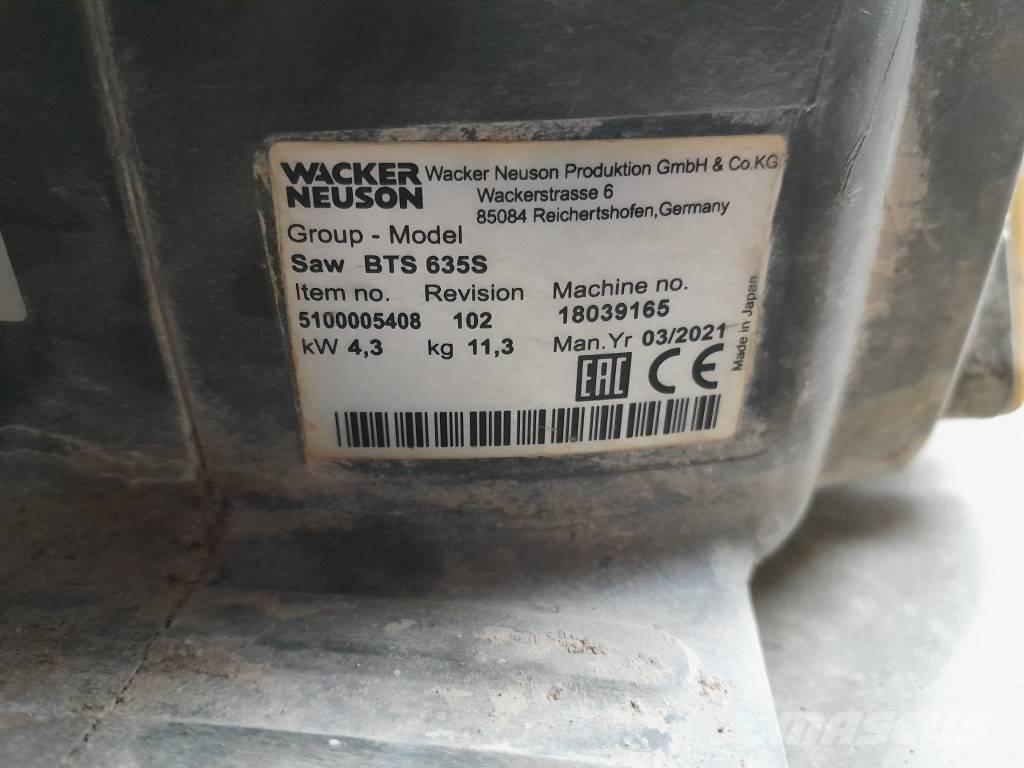 WACKER
NEUSON
Wacker Neuson Produktion GmbH & Co.KG
Wackerstrasse 6
85084 Reichertshofen,Germany
Group - Model
Saw BTS 635S
Item no. Revision Machine no.
5100005408 102 18039165
kW 4,3 kg 11,3 Man.Yr 03/2021
EAC CE
Made in Japan
MASCUS